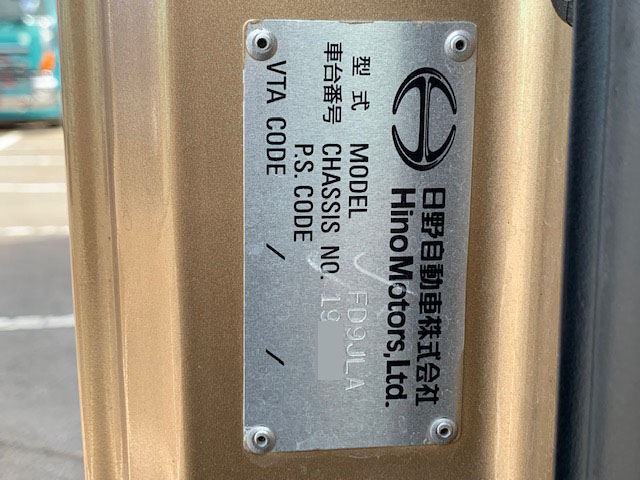 日野自動車株式会社
Hino Motors, Ltd.
型式 MODEL FD9JLA
車台番号 CHASSIS NO. 19
P.S. CODE /
VTA CODE /